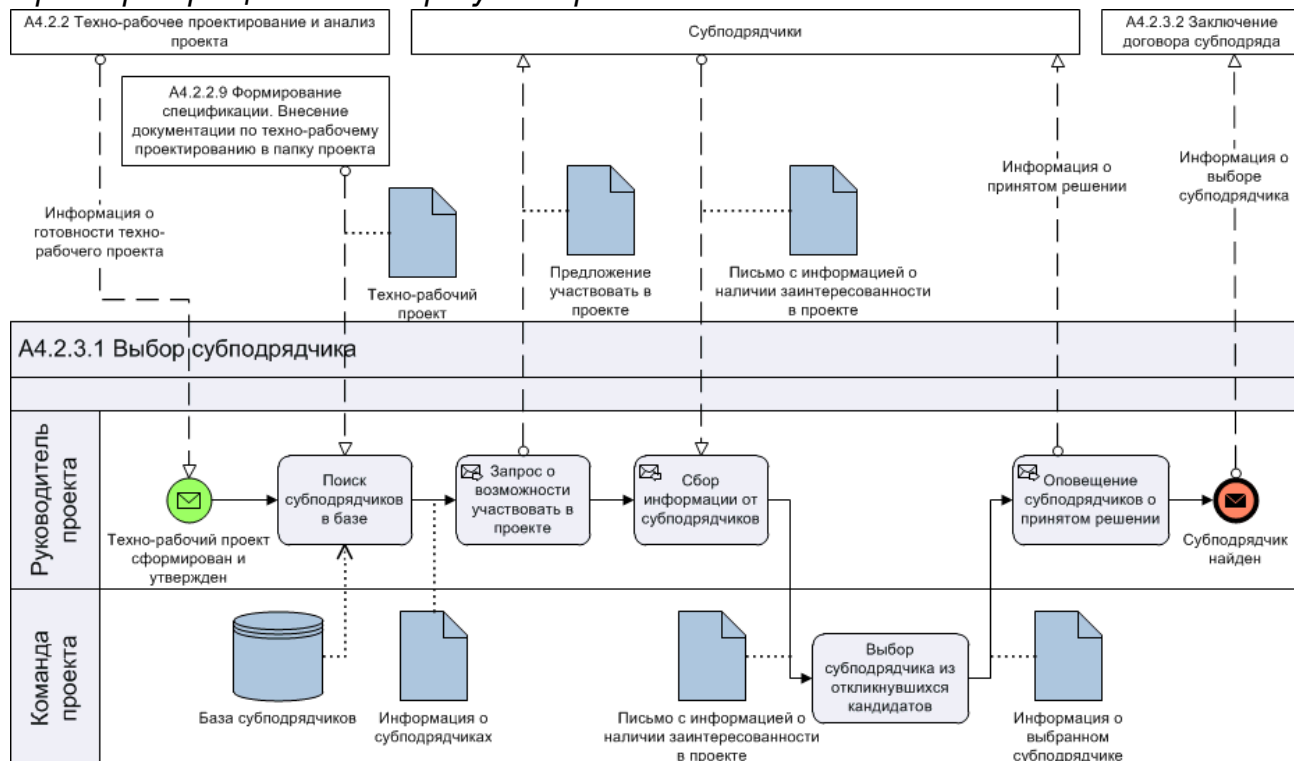 А4.2.2 Техно-рабочее проектирование и анализ
проекта
Субподрядчики
А4.2.3.2 Заключение
договора субподряда
А4.2.2.9 Формирование
спецификации. Внесение
документации по техно-рабочему
проектированию в папку проекта
Информация о
готовности техно-
рабочего проекта
Техно-рабочий
проект
Предложение
участвовать в
проекте
Письмо с информацией о
наличии заинтересованности
в проекте
Информация о
принятом решении
Информация о
выборе
субподрядчика
А4.2.3.1 Выбор субподрядчика
Руководитель
проекта
Техно-рабочий проект
сформирован и
утвержден
Поиск
субподрядчиков
в базе
Запрос о
возможности
участвовать в
проекте
Сбор
информации от
субподрядчиков
Оповещение
субподрядчиков о
принятом решении
Субподрядчик
найден
Команда
проекта
База субподрядчиков
Информация о
субподрядчиках
Письмо с информацией о
наличии заинтересованности
в проекте
Выбор
субподрядчика из
откликнувшихся
кандидатов
Информация о
выбранном
субподрядчике